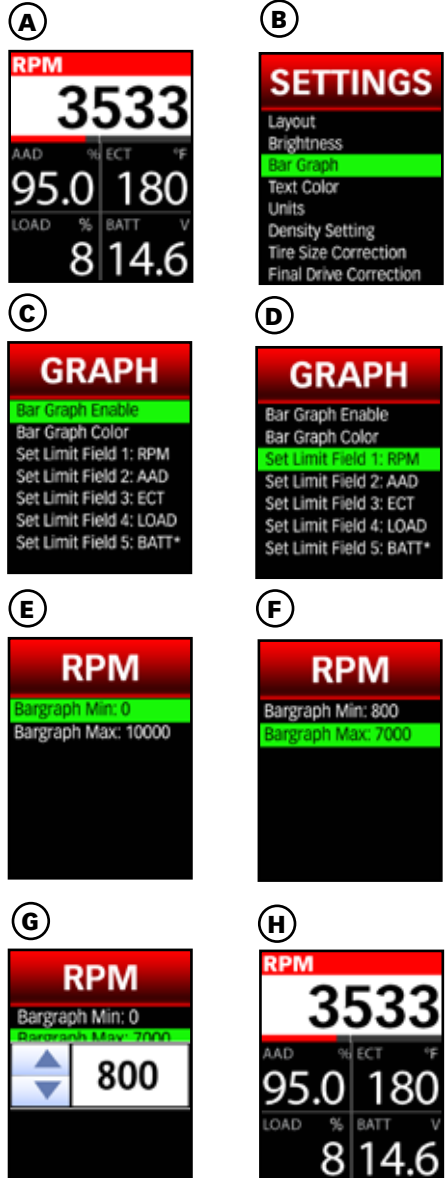 A
RPM
3533
AAD % ECT °F
95.0 180
LOAD % BATT V
8 14.6
B
SETTINGS
Layout
Brightness
Bar Graph
Text Color
Units
Density Setting
Tire Size Correction
Final Drive Correction
C
GRAPH
Bar Graph Enable
Bar Graph Color
Set Limit Field 1: RPM
Set Limit Field 2: AAD
Set Limit Field 3: ECT
Set Limit Field 4: LOAD
Set Limit Field 5: BATT*
D
GRAPH
Bar Graph Enable
Bar Graph Color
Set Limit Field 1: RPM
Set Limit Field 2: AAD
Set Limit Field 3: ECT
Set Limit Field 4: LOAD
Set Limit Field 5: BATT*
E
RPM
Bargraph Min: 0
Bargraph Max: 10000
F
RPM
Bargraph Min: 800
Bargraph Max: 7000
G
RPM
Bargraph Min: 0
Bargraph Max: 7000
800
H
RPM
3533
AAD % ECT °F
95.0 180
LOAD % BATT V
8 14.6